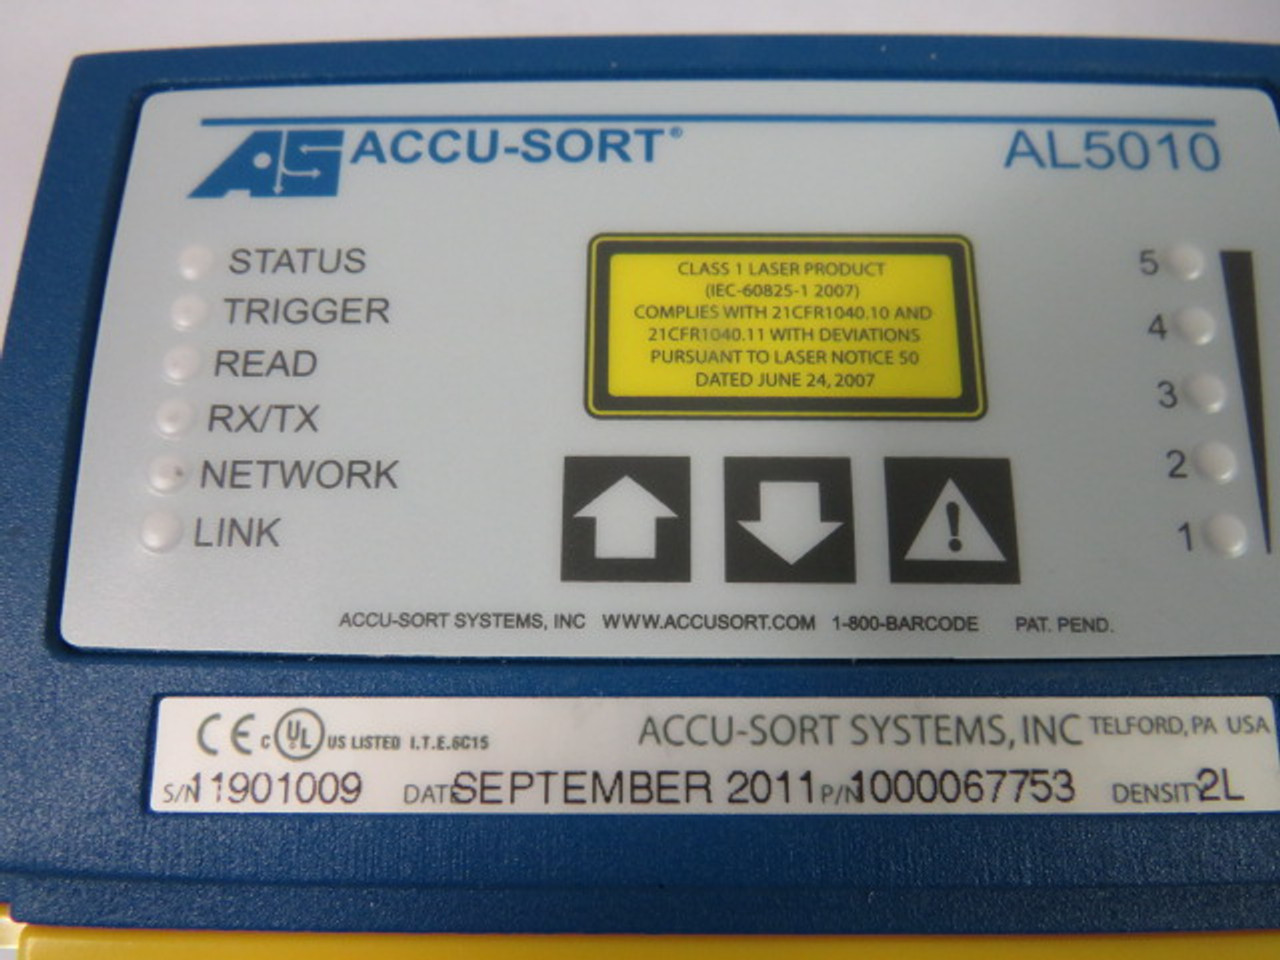 AS ACCU-SORT® AL5010
STATUS
TRIGGER
READ
RX/TX
NETWORK
LINK
CLASS 1 LASER PRODUCT
(IEC-60825-1 2007)
COMPLIES WITH 21CFR1040.10 AND
21CFR1040.11 WITH DEVIATIONS
PURSUANT TO LASER NOTICE 50
DATED JUNE 24, 2007
5
4
3
2
1
!
ACCU-SORT SYSTEMS, INC WWW.ACCUSORT.COM 1-800-BARCODE PAT. PEND.
CE C UL US LISTED I.T.E.6C15 ACCU-SORT SYSTEMS, INC TELFORD, PA USA
S/N 11901009 DATE SEPTEMBER 2011 P/N 1000067753 DENSITY 2L